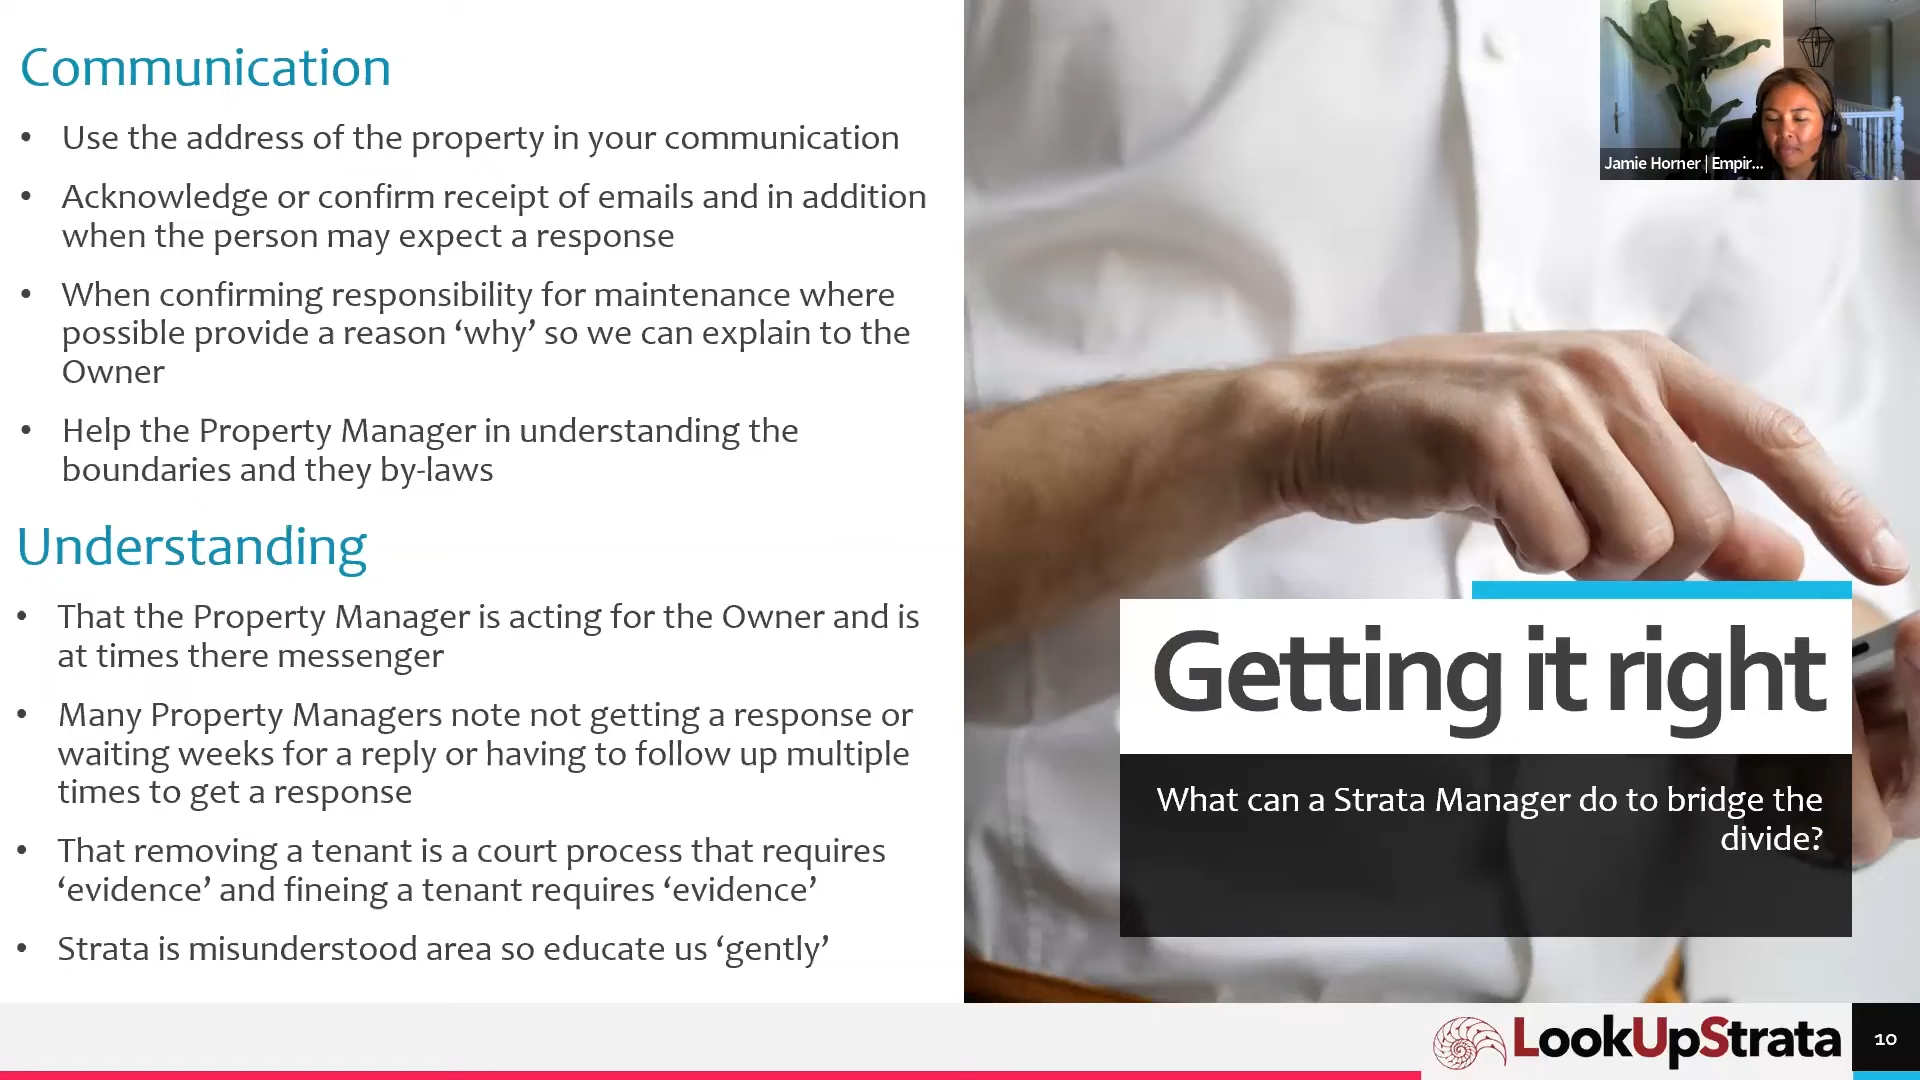 Communication
• Use the address of the property in your communication
• Acknowledge or confirm receipt of emails and in addition
when the person may expect a response
• When confirming responsibility for maintenance where
possible provide a reason ‘why’ so we can explain to the
Owner
• Help the Property Manager in understanding the
boundaries and they by-laws
Understanding
• That the Property Manager is acting for the Owner and is
at times there messenger
• Many Property Managers note not getting a response or
waiting weeks for a reply or having to follow up multiple
times to get a response
• That removing a tenant is a court process that requires
‘evidence’ and fineing a tenant requires ‘evidence’
• Strata is misunderstood area so educate us ‘gently’
Jamie Horner | Empir...
Getting it right
What can a Strata Manager do to bridge the
divide?
LookUpStrata
10